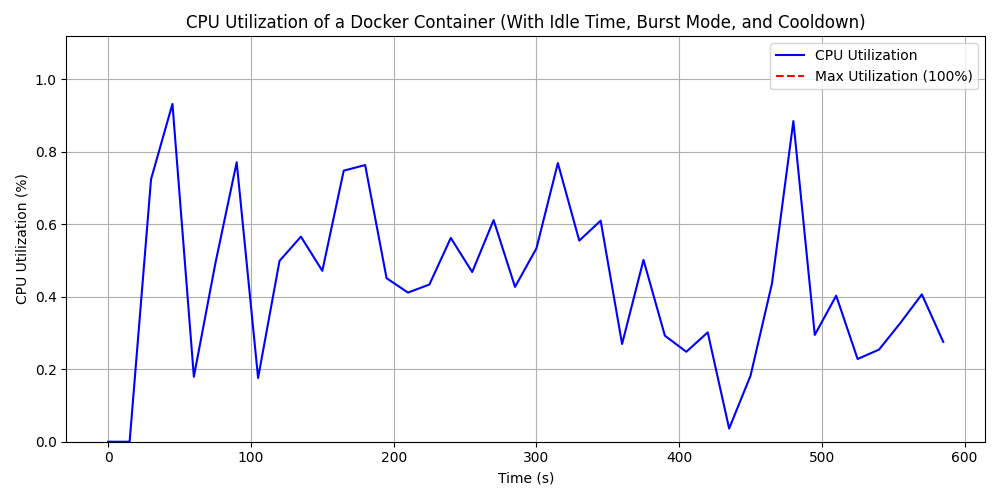 CPU Utilization of a Docker Container (With Idle Time, Burst Mode, and Cooldown)
CPU Utilization
Max Utilization (100%)
CPU Utilization (%)
1.0
0.8
0.6
0.4
0.2
0.0
0 100 200 300 400 500 600
Time (s)